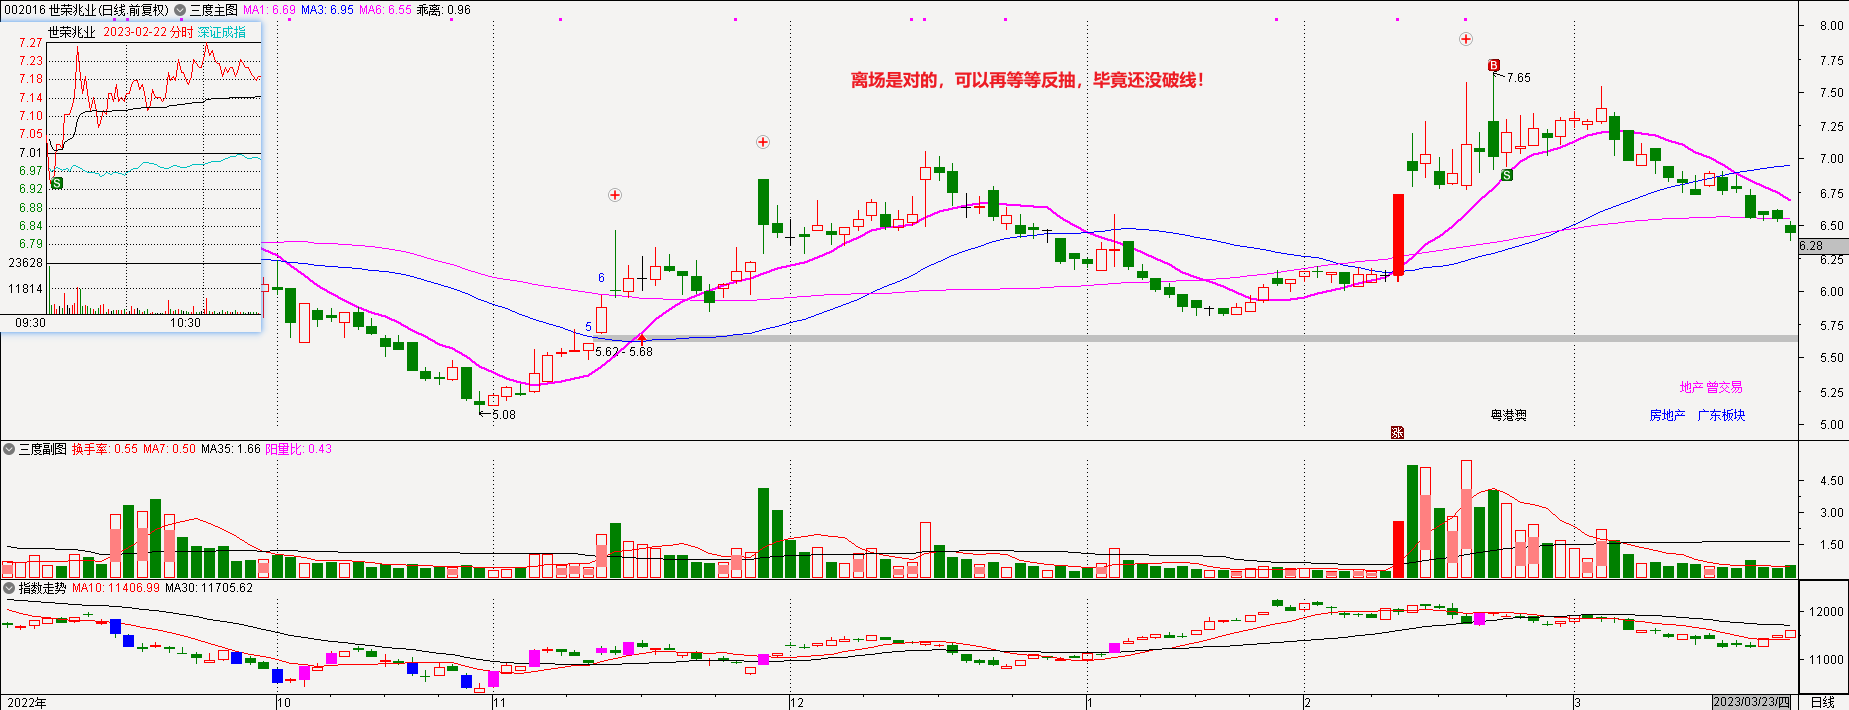 002016 世荣兆业(日线.前复权) 三度主图 MA1: 6.69 MA3: 6.95 MA6: 6.55 乖离: 0.96
世荣兆业 2023-02-22 分时 深证成指
7.27
7.23
7.18
7.14
7.10
7.05
7.01
6.97
6.92
6.88
6.84
6.79
23628
11814
09:30 10:30
S
离场是对的，可以再等等反抽，毕竟还没破线！
B
7.65
S
6
5
5.62 - 5.68
5.08
地产 曾交易
粤港澳 房地产 广东板块
涨
8.00
7.75
7.50
7.25
7.00
6.75
6.50
6.28
6.25
6.00
5.75
5.50
5.25
5.00
三度副图 换手率: 0.55 MA7: 0.50 MA35: 1.66 阳量比: 0.43
4.50
3.00
1.50
指数走势 MA10: 11406.99 MA30: 11705.62
12000
11000
2022年 10 11 12 1 2 3 2023/03/23/四 日线